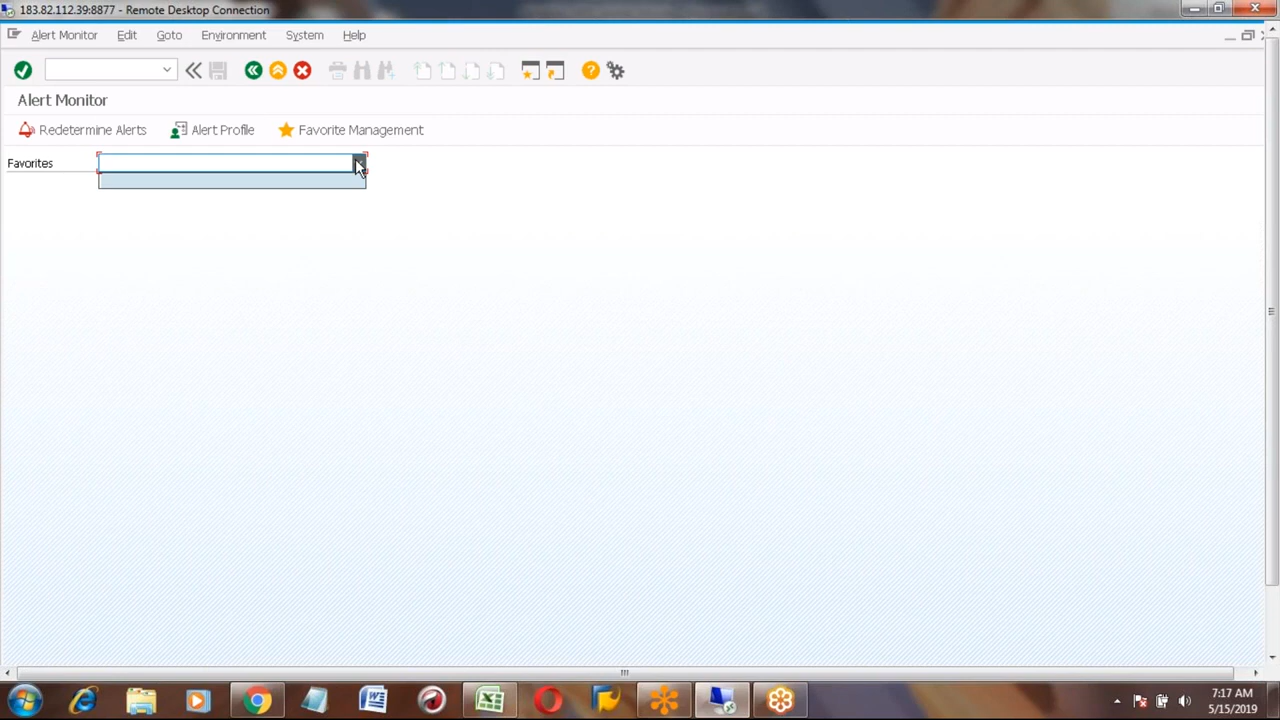 183.82.112.39:8877 - Remote Desktop Connection
Alert Monitor Edit Goto Environment System Help
Alert Monitor
Redetermine Alerts Alert Profile Favorite Management
Favorites
7:17 AM
5/15/2019